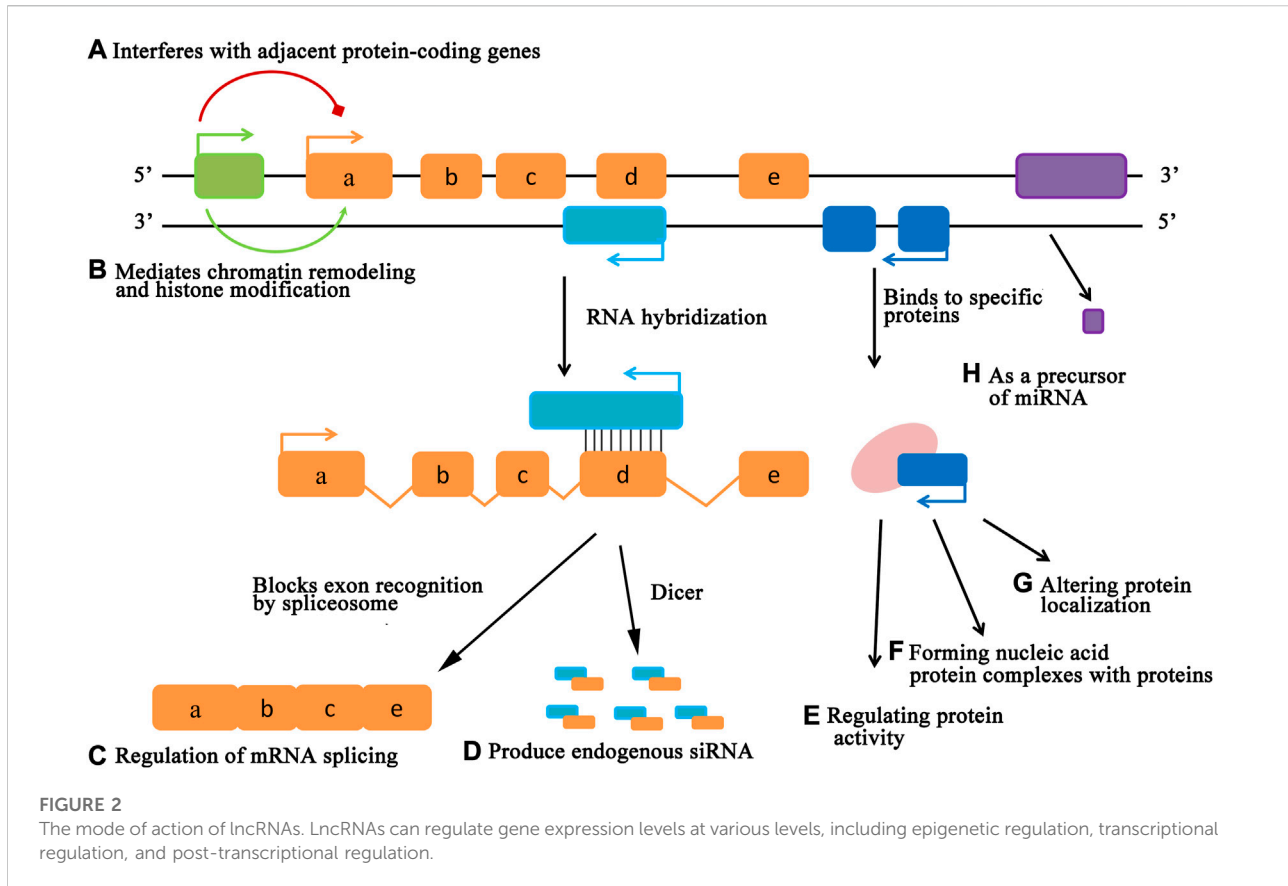 A Interferes with adjacent protein-coding genes
5’
a
b
c
d
e
3’
3’
5’
B Mediates chromatin remodeling
and histone modification
RNA hybridization
Binds to specific
proteins
H As a precursor
of miRNA
a
b
c
d
e
Blocks exon recognition
by spliceosome
Dicer
G Altering protein
localization
F Forming nucleic acid
protein complexes with proteins
a
b
c
e
E Regulating protein
activity
C Regulation of mRNA splicing
D Produce endogenous siRNA
FIGURE 2
The mode of action of lncRNAs. LncRNAs can regulate gene expression levels at various levels, including epigenetic regulation, transcriptional
regulation, and post-transcriptional regulation.